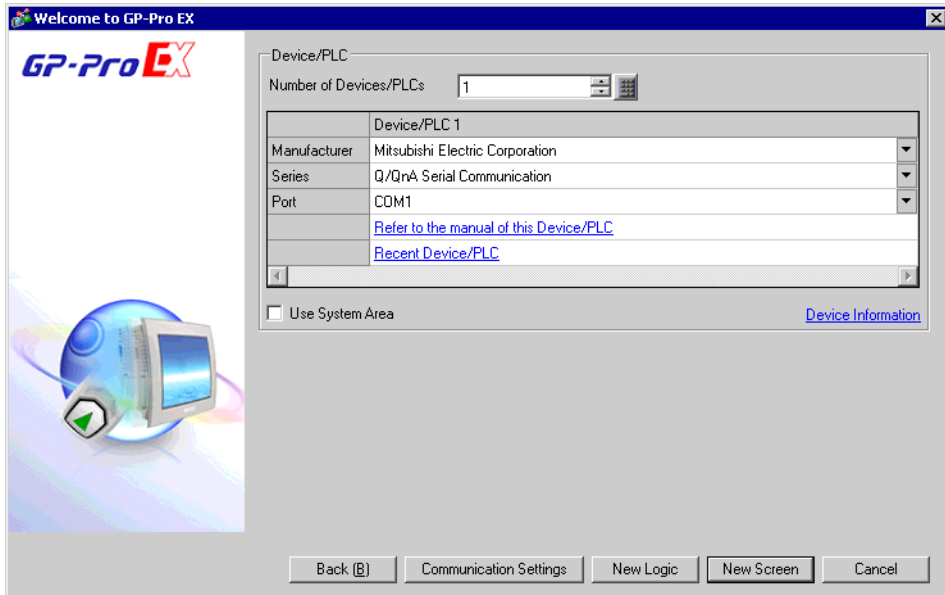 Welcome to GP-Pro EX
GP-Pro EX
Device/PLC
Number of Devices/PLCs 1
Device/PLC 1
Manufacturer Mitsubishi Electric Corporation
Series Q/QnA Serial Communication
Port COM1
Refer to the manual of this Device/PLC
Recent Device/PLC
Use System Area Device Information
Back (B) Communication Settings New Logic New Screen Cancel